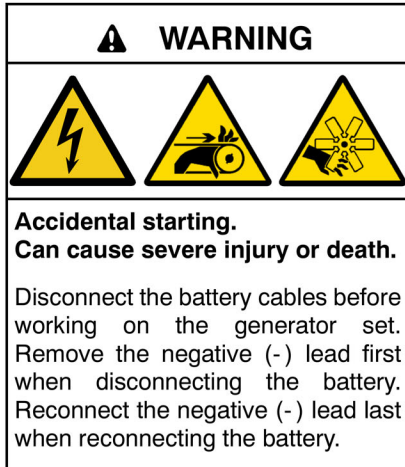 WARNING
Accidental starting.
Can cause severe injury or death.
Disconnect the battery cables before
working on the generator set.
Remove the negative (-) lead first
when disconnecting the battery.
Reconnect the negative (-) lead last
when reconnecting the battery.